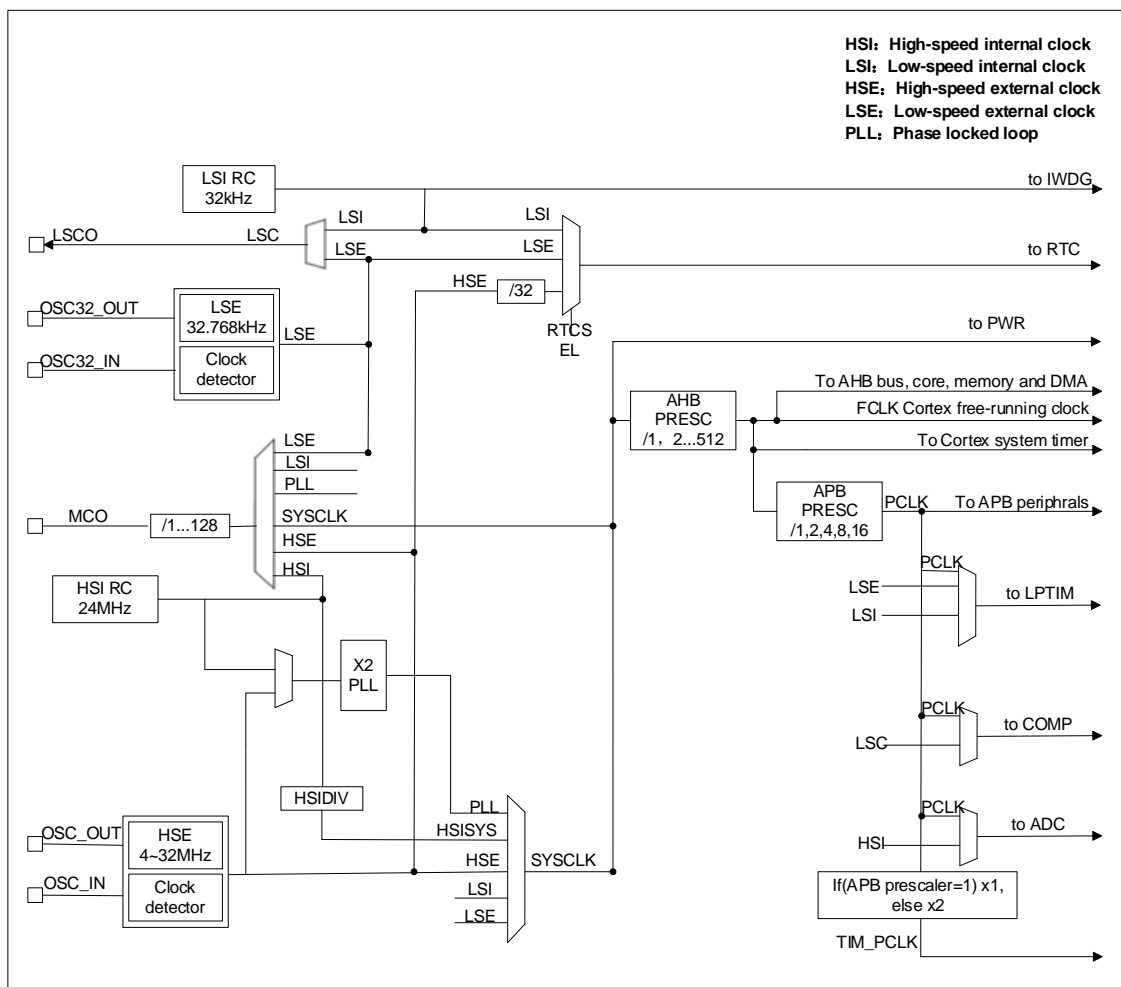 HSI：High-speed internal clock
LSI：Low-speed internal clock
HSE：High-speed external clock
LSE：Low-speed external clock
PLL：Phase locked loop
LSI RC
32kHz
to IWDG
LSCO
LSC
LSI
LSE
LSI
LSE
HSE
/32
to RTC
RTCS
EL
OSC32_OUT
OSC32_IN
LSE
32.768kHz
Clock
detector
LSE
to PWR
AHB
PRESC
/1，2...512
To AHB bus, core, memory and DMA
FCLK Cortex free-running clock
To Cortex system timer
LSE
LSI
PLL
SYSCLK
HSE
HSI
MCO
/1...128
APB
PRESC
/1,2,4,8,16
PCLK
To APB periphrals
HSI RC
24MHz
PCLK
LSE
LSI
to LPTIM
X2
PLL
PCLK
LSC
to COMP
HSIDIV
PLL
HSISYS
HSE
LSI
LSE
SYSCLK
OSC_OUT
OSC_IN
HSE
4~32MHz
Clock
detector
PCLK
HSI
to ADC
If(APB prescaler=1) x1,
else x2
TIM_PCLK